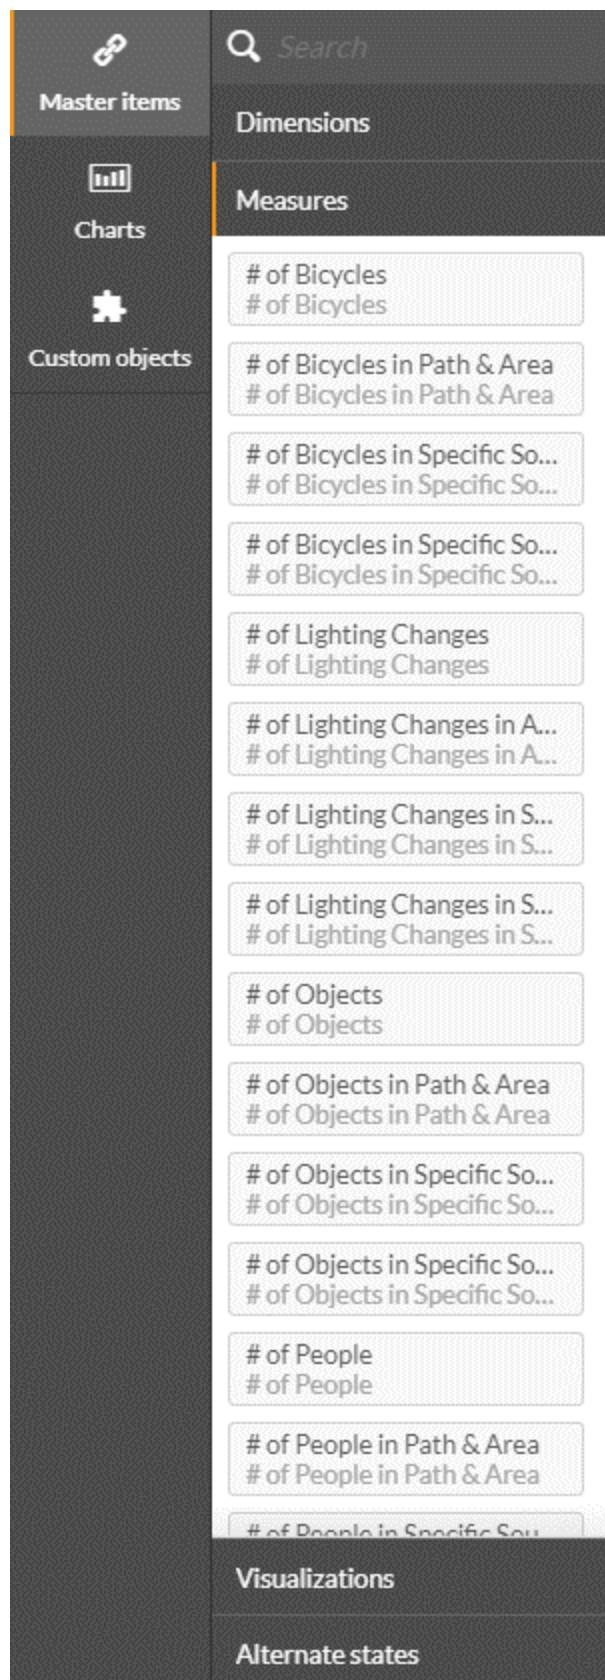 Master items
Charts
Custom objects
Search
Dimensions
Measures
# of Bicycles
# of Bicycles
# of Bicycles in Path & Area
# of Bicycles in Path & Area
# of Bicycles in Specific So...
# of Bicycles in Specific So...
# of Bicycles in Specific So...
# of Bicycles in Specific So...
# of Lighting Changes
# of Lighting Changes
# of Lighting Changes in A...
# of Lighting Changes in A...
# of Lighting Changes in S...
# of Lighting Changes in S...
# of Lighting Changes in S...
# of Lighting Changes in S...
# of Objects
# of Objects
# of Objects in Path & Area
# of Objects in Path & Area
# of Objects in Specific So...
# of Objects in Specific So...
# of Objects in Specific So...
# of Objects in Specific So...
# of People
# of People
# of People in Path & Area
# of People in Path & Area
# of People in Specific Sou
Visualizations
Alternate states